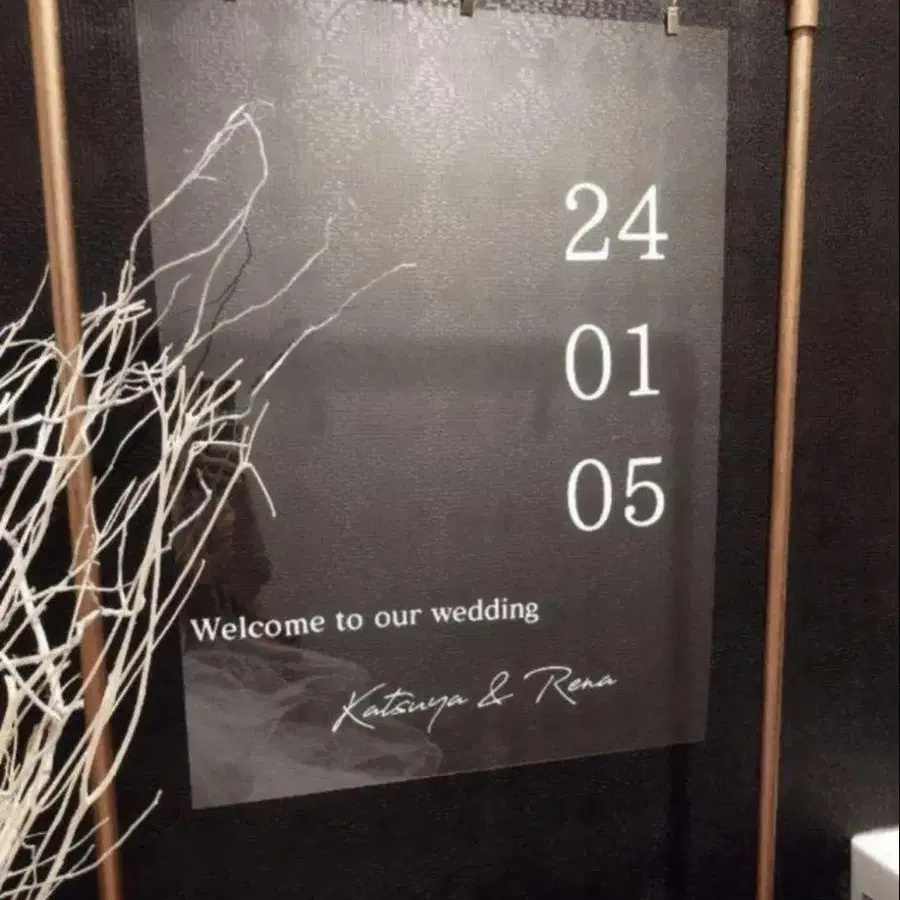 24
01
05
Welcome to our wedding
Katsuya & Rena